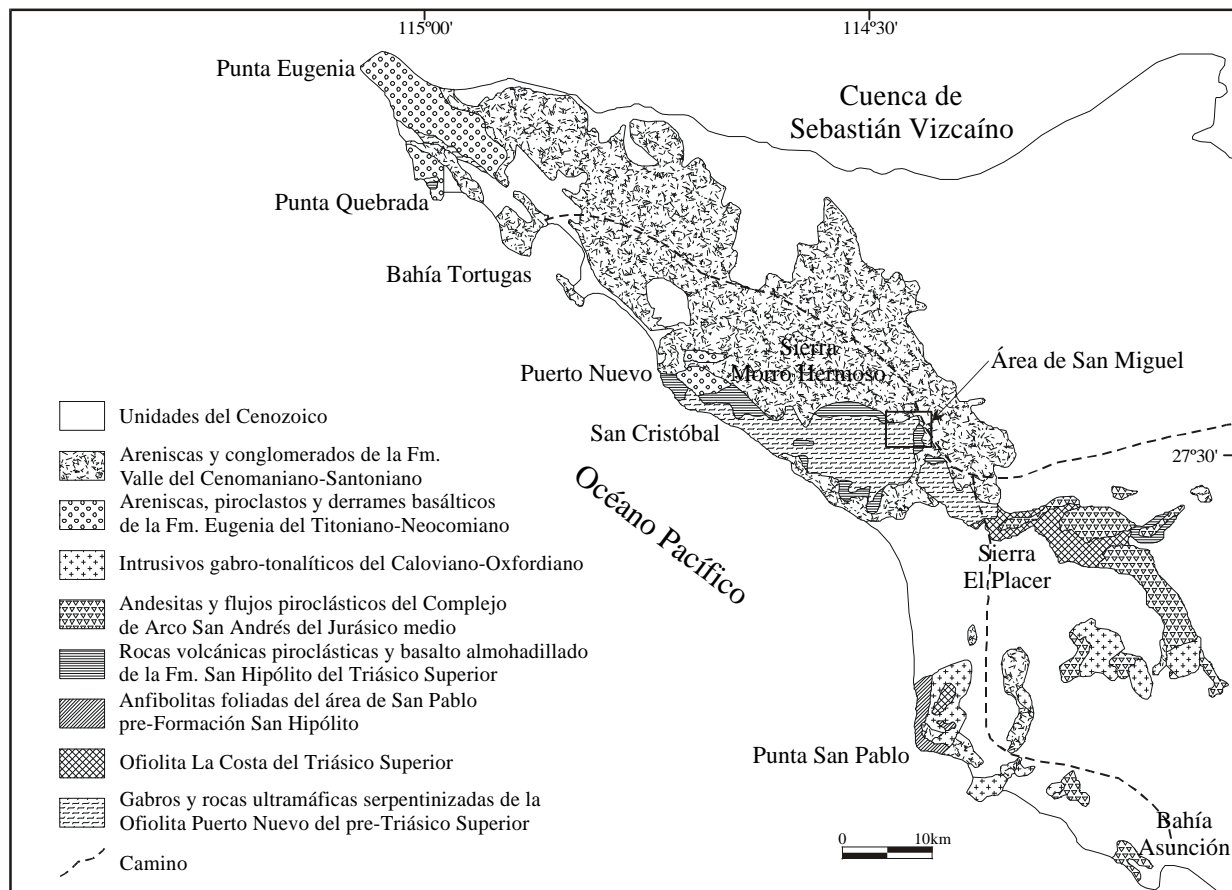 115º00'
114º30'
Punta Eugenia
Cuenca de
Sebastián Vizcaíno
Punta Quebrada
Bahía Tortugas
Sierra
Morro Hermoso
Área de San Miguel
Puerto Nuevo
San Cristóbal
27º30'
Océano Pacífico
Sierra
El Placer
Punta San Pablo
Bahía
Asunción
0 10km
Unidades del Cenozoico
Areniscas y conglomerados de la Fm.
Valle del Cenomaniano-Santoniano
Areniscas, piroclastos y derrames basálticos
de la Fm. Eugenia del Titoniano-Neocomiano
Intrusivos gabro-tonalíticos del Caloviano-Oxfordiano
Andesitas y flujos piroclásticos del Complejo
de Arco San Andrés del Jurásico medio
Rocas volcánicas piroclásticas y basalto almohadillado
de la Fm. San Hipólito del Triásico Superior
Anfibolitas foliadas del área de San Pablo
pre-Formación San Hipólito
Ofiolita La Costa del Triásico Superior
Gabros y rocas ultramáficas serpentinizadas de la
Ofiolita Puerto Nuevo del pre-Triásico Superior
Camino